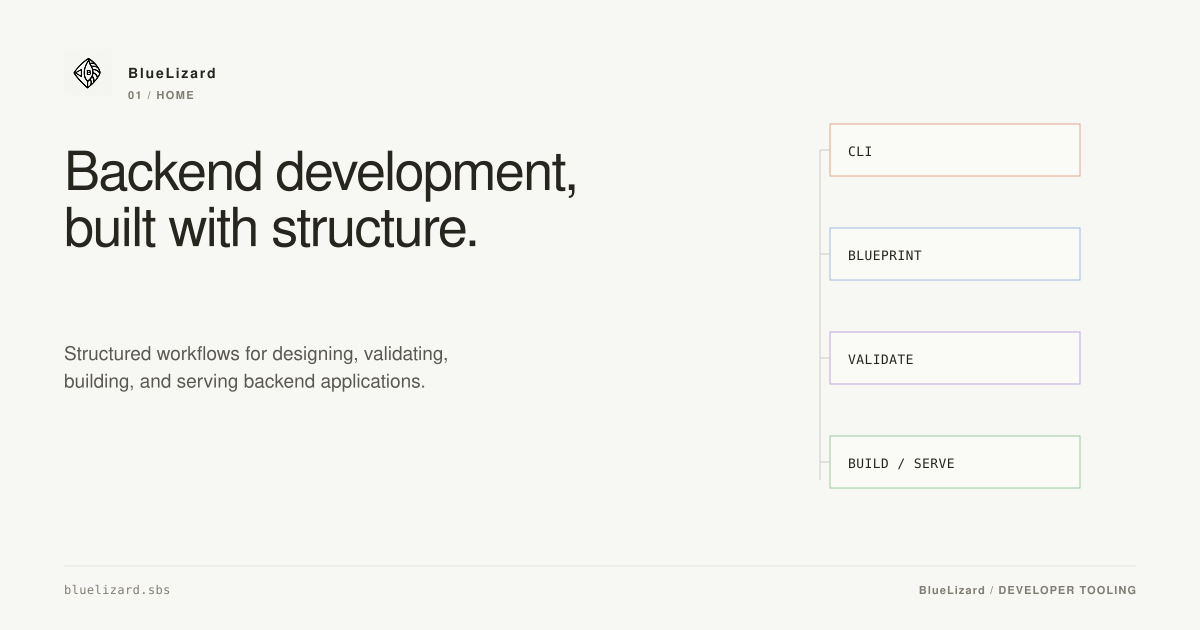 BlueLizard
01 / HOME
Backend development,
built with structure.
Structured workflows for designing, validating,
building, and serving backend applications.
CLI
BLUEPRINT
VALIDATE
BUILD / SERVE
bluelizard.sbs
BlueLizard / DEVELOPER TOOLING